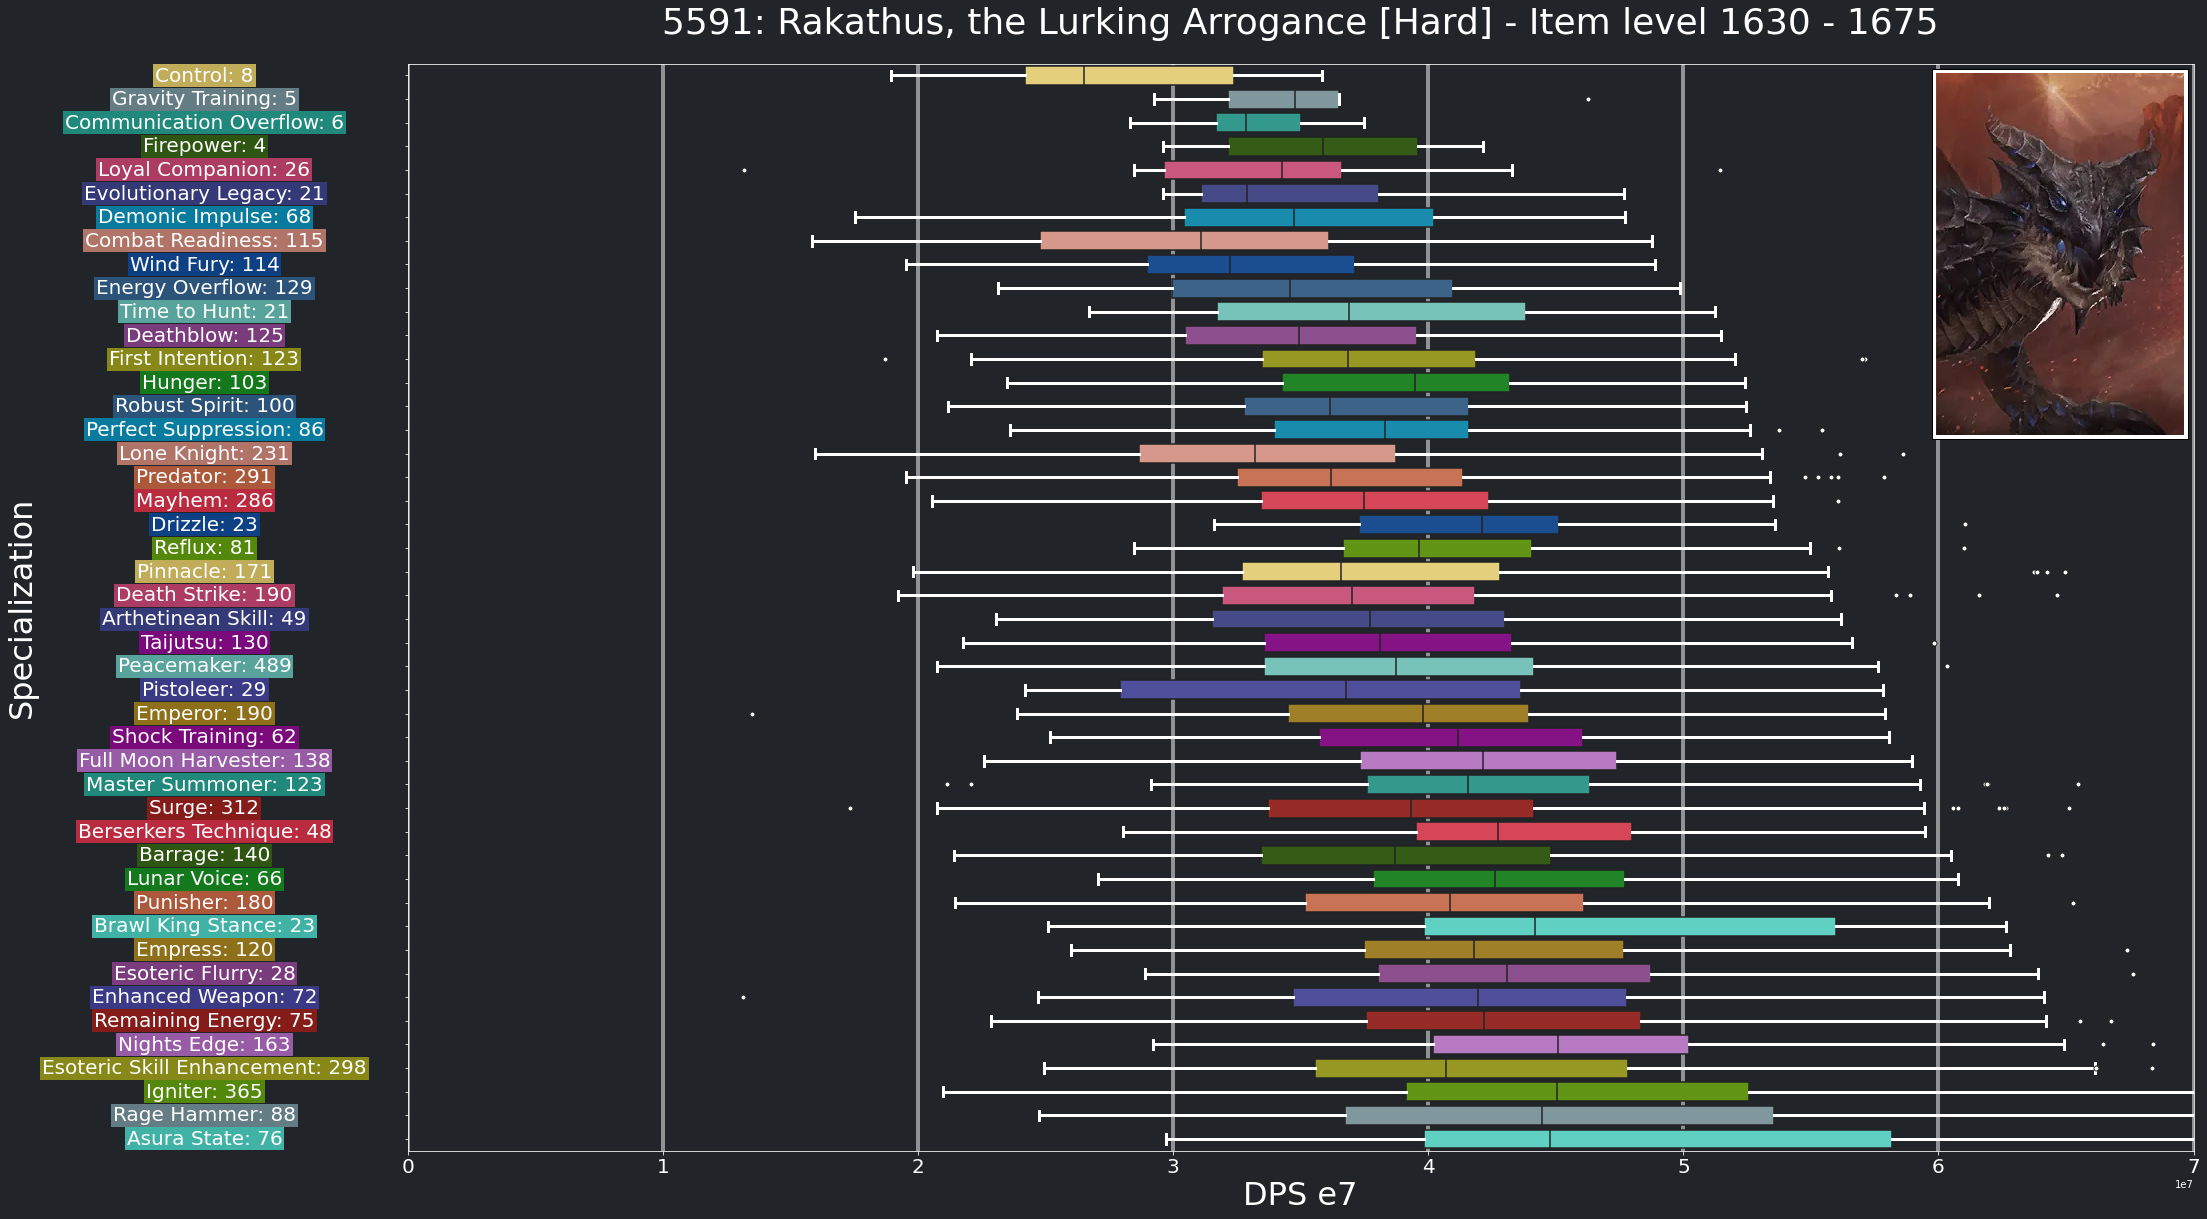 5591: Rakathus, the Lurking Arrogance [Hard] - Item level 1630 - 1675
Specialization
Control: 8
Gravity Training: 5
Communication Overflow: 6
Firepower: 4
Loyal Companion: 26
Evolutionary Legacy: 21
Demonic Impulse: 68
Combat Readiness: 115
Wind Fury: 114
Energy Overflow: 129
Time to Hunt: 21
Deathblow: 125
First Intention: 123
Hunger: 103
Robust Spirit: 100
Perfect Suppression: 86
Lone Knight: 231
Predator: 291
Mayhem: 286
Drizzle: 23
Reflux: 81
Pinnacle: 171
Death Strike: 190
Arthetinean Skill: 49
Taijutsu: 130
Peacemaker: 489
Pistoleer: 29
Emperor: 190
Shock Training: 62
Full Moon Harvester: 138
Master Summoner: 123
Surge: 312
Berserkers Technique: 48
Barrage: 140
Lunar Voice: 66
Punisher: 180
Brawl King Stance: 23
Empress: 120
Esoteric Flurry: 28
Enhanced Weapon: 72
Remaining Energy: 75
Nights Edge: 163
Esoteric Skill Enhancement: 298
Igniter: 365
Rage Hammer: 88
Asura State: 76
0 1 2 3 4 5 6 7
1e7
DPS e7